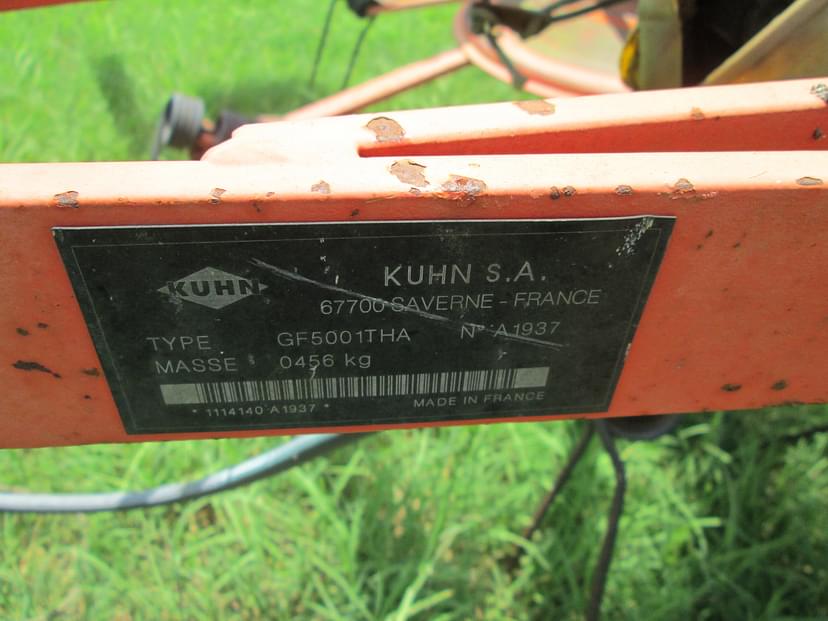 KUHN
KUHN S.A.
67700 SAVERNE - FRANCE
TYPE GF5001THA N° A1937
MASSE 0456 kg
* 1114140 A1937 *
MADE IN FRANCE